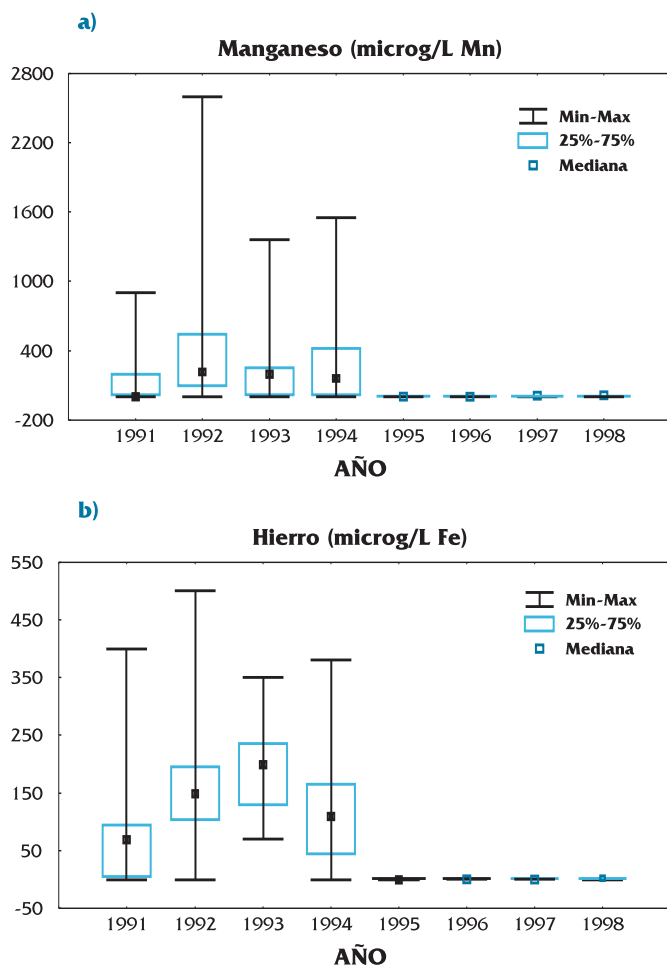 a)
Manganeso (microg/L Mn)
2800
2200
1600
1000
400
-200
Min-Max
25%-75%
Mediana
1991 1992 1993 1994 1995 1996 1997 1998
AÑO
b)
Hierro (microg/L Fe)
550
450
350
250
150
50
-50
Min-Max
25%-75%
Mediana
1991 1992 1993 1994 1995 1996 1997 1998
AÑO